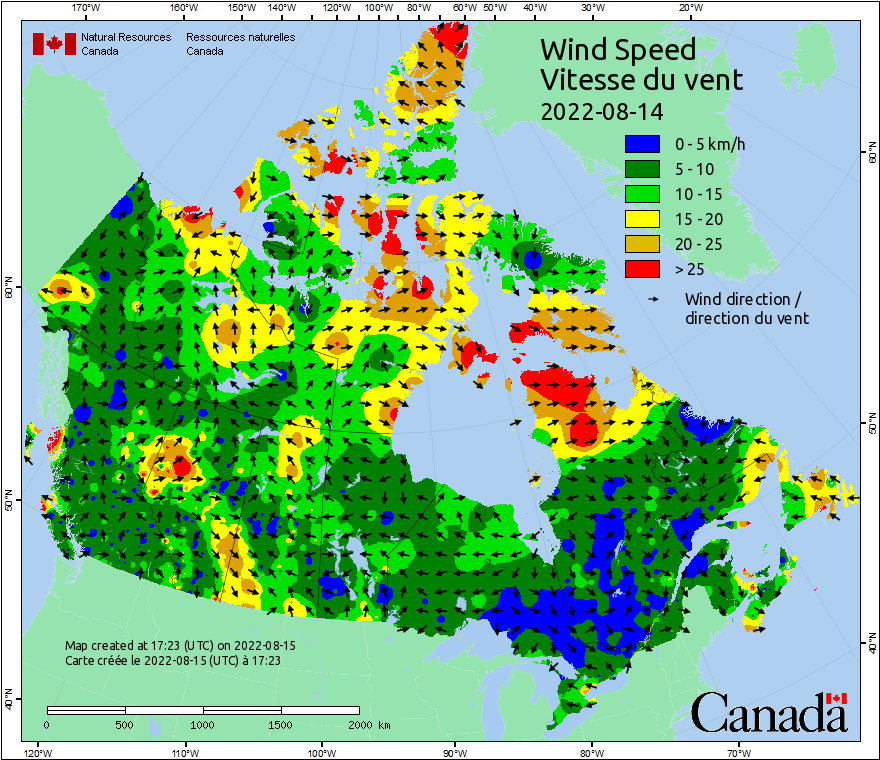 170°W 160°W 150°W 140°W 120°W 100°W 80°W 60°W 50°W 40°W 30°W 20°W
Natural Resources Canada
Ressources naturelles Canada
Wind Speed
Vitesse du vent
2022-08-14
0 - 5 km/h
5 - 10
10 - 15
15 - 20
20 - 25
> 25
Wind direction /
direction du vent
60°N
60°N
50°N
50°N
40°N
40°N
Map created at 17:23 (UTC) on 2022-08-15
Carte créée le 2022-08-15 (UTC) à 17:23
0 500 1000 1500 2000 km
Canada
120°W 110°W 100°W 90°W 80°W 70°W